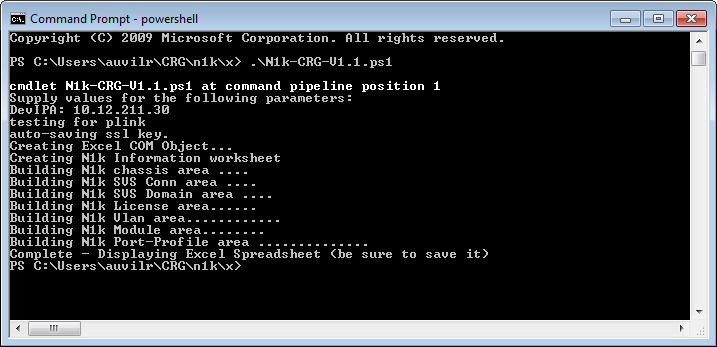 Command Prompt - powershell
Copyright (C) 2009 Microsoft Corporation. All rights reserved.
PS C:\Users\auvilr\CRG\n1k\x> .\N1k-CRG-V1.1.ps1
cmdlet N1k-CRG-V1.1.ps1 at command pipeline position 1
Supply values for the following parameters:
DevIPA: 10.12.211.30
testing for plink
auto-saving ssl key.
Creating Excel COM Object...
Creating N1k Information worksheet
Building N1k chassis area ....
Building N1k SVS Conn area ....
Building N1k SVS Domain area ....
Building N1k License area......
Building N1k Vlan area............
Building N1k Module area........
Building N1k Port-Profile area ..............
Complete - Displaying Excel Spreadsheet (be sure to save it)
PS C:\Users\auvilr\CRG\n1k\x>